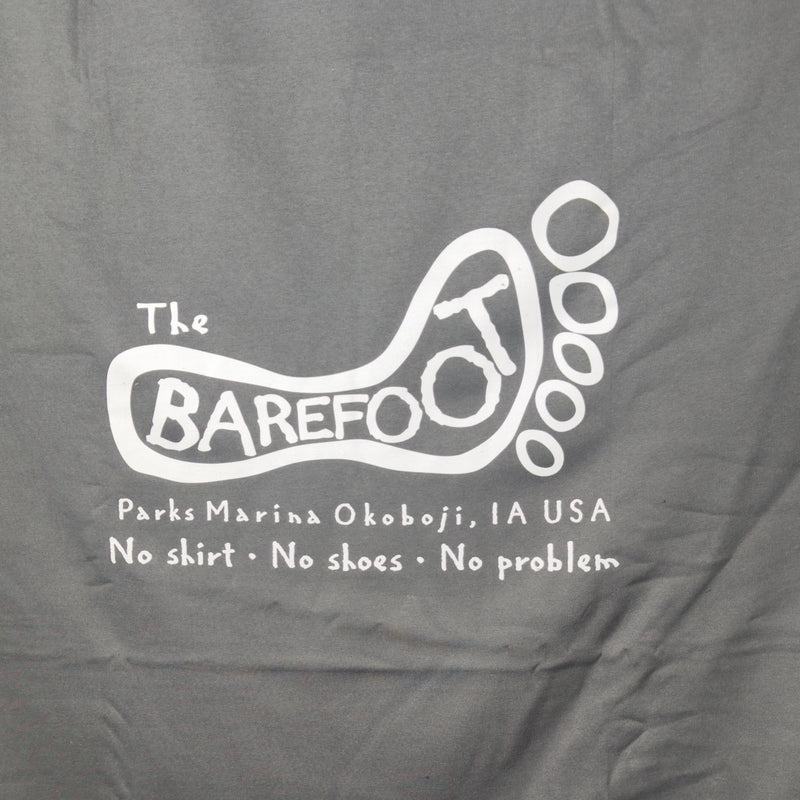 The
BAREFOOT
Parks Marina Okoboji, IA USA
No shirt · No shoes · No problem